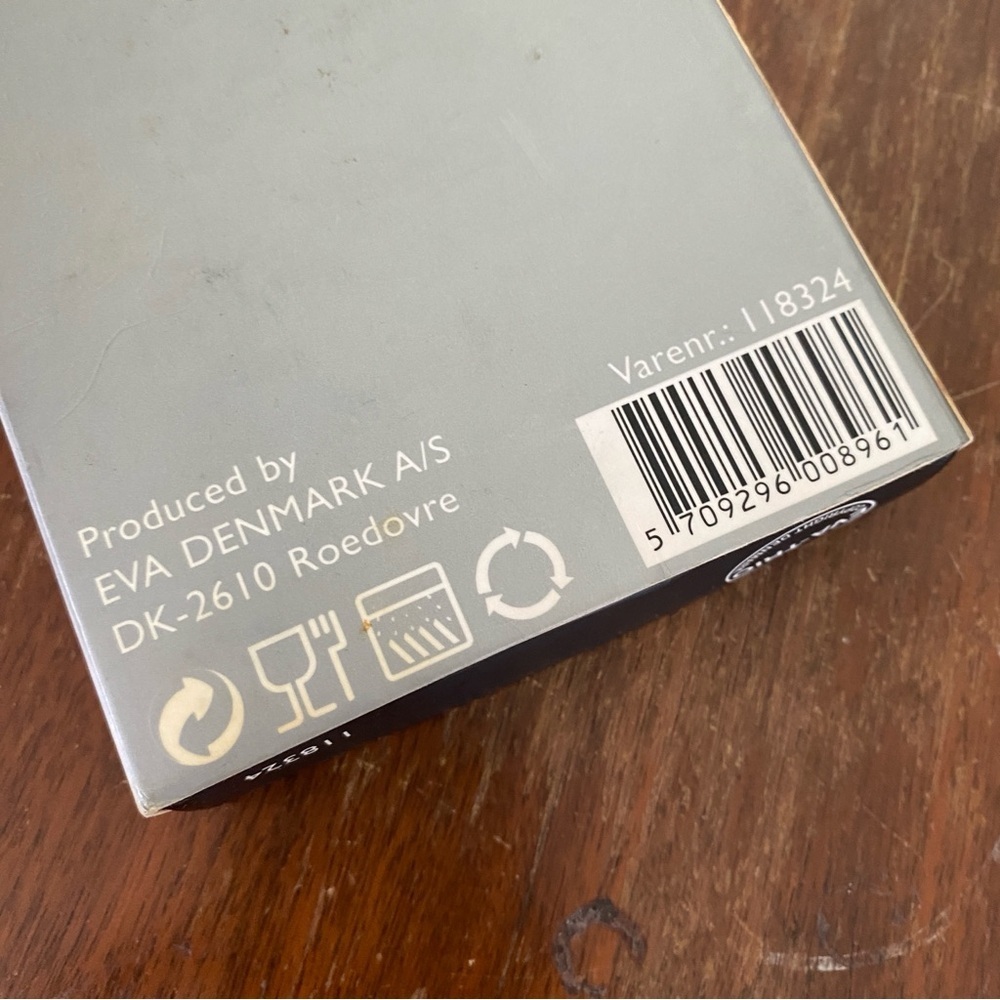 Varenr.: 118324
5 709296 008961
Produced by
EVA DENMARK A/S
DK-2610 Roedovre
118324